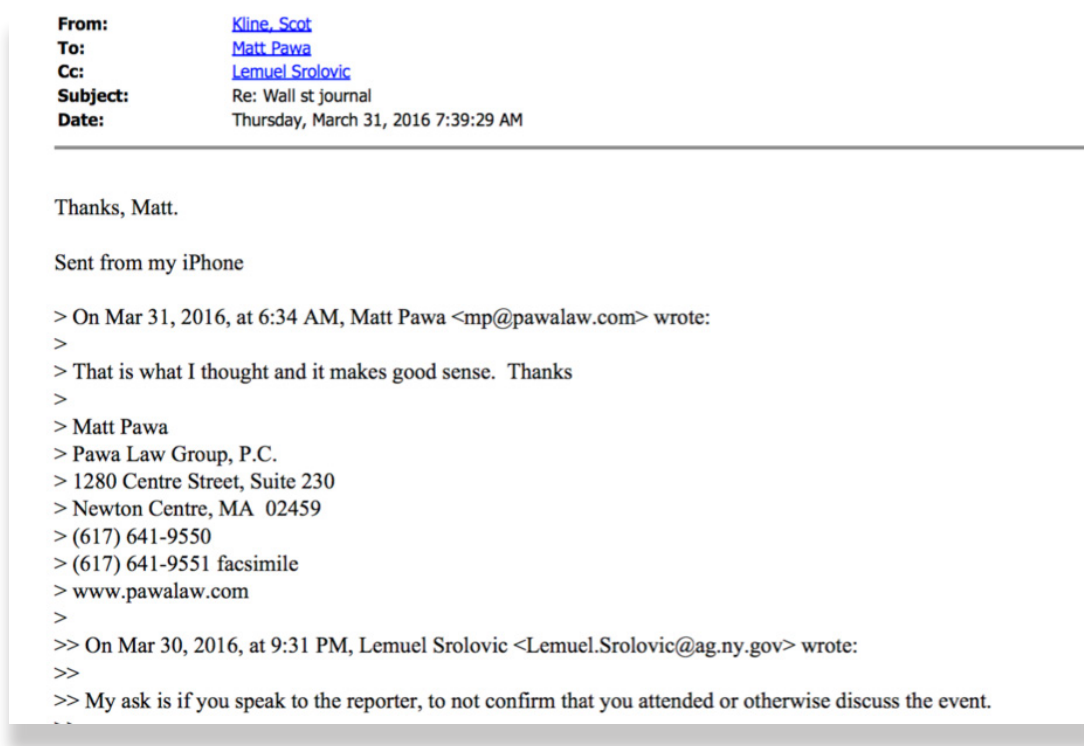 From: Kline, Scot
To: Matt Pawa
Cc: Lemuel Srolovic
Subject: Re: Wall st journal
Date: Thursday, March 31, 2016 7:39:29 AM
Thanks, Matt.
Sent from my iPhone
> On Mar 31, 2016, at 6:34 AM, Matt Pawa <mp@pawalaw.com> wrote:
>
> That is what I thought and it makes good sense.  Thanks
>
> Matt Pawa
> Pawa Law Group, P.C.
> 1280 Centre Street, Suite 230
> Newton Centre, MA  02459
> (617) 641-9550
> (617) 641-9551 facsimile
> www.pawalaw.com
>
>> On Mar 30, 2016, at 9:31 PM, Lemuel Srolovic <Lemuel.Srolovic@ag.ny.gov> wrote:
>>
>> My ask is if you speak to the reporter, to not confirm that you attended or otherwise discuss the event.
>>